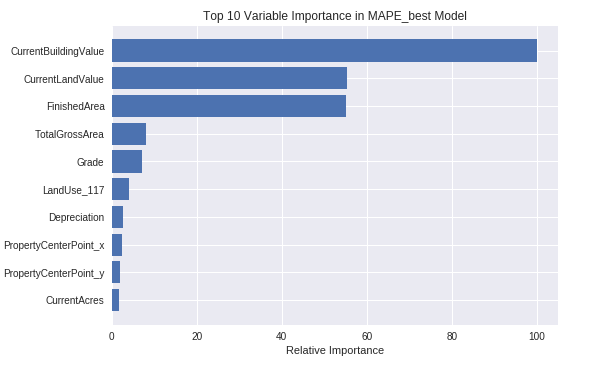 Top 10 Variable Importance in MAPE_best Model
CurrentBuildingValue
CurrentLandValue
FinishedArea
TotalGrossArea
Grade
LandUse_117
Depreciation
PropertyCenterPoint_x
PropertyCenterPoint_y
CurrentAcres
0 20 40 60 80 100
Relative Importance